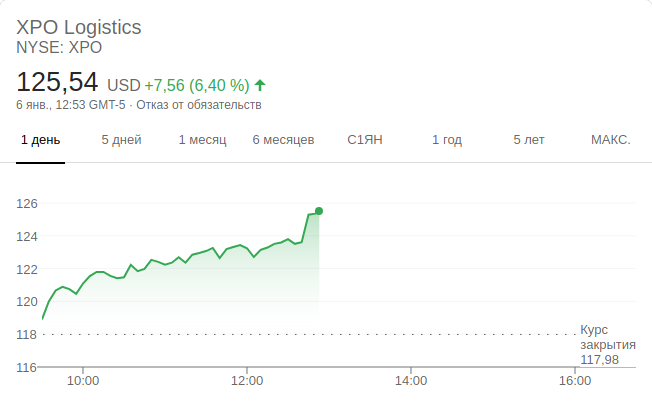 XPO Logistics
NYSE: XPO
125,54 USD +7,56 (6,40 %)
6 янв., 12:53 GMT-5 · Отказ от обязательств
1 день 5 дней 1 месяц 6 месяцев С1ЯН 1 год 5 лет МАКС.
126
124
122
120
118
116
Курс
закрытия
117,98
10:00 12:00 14:00 16:00